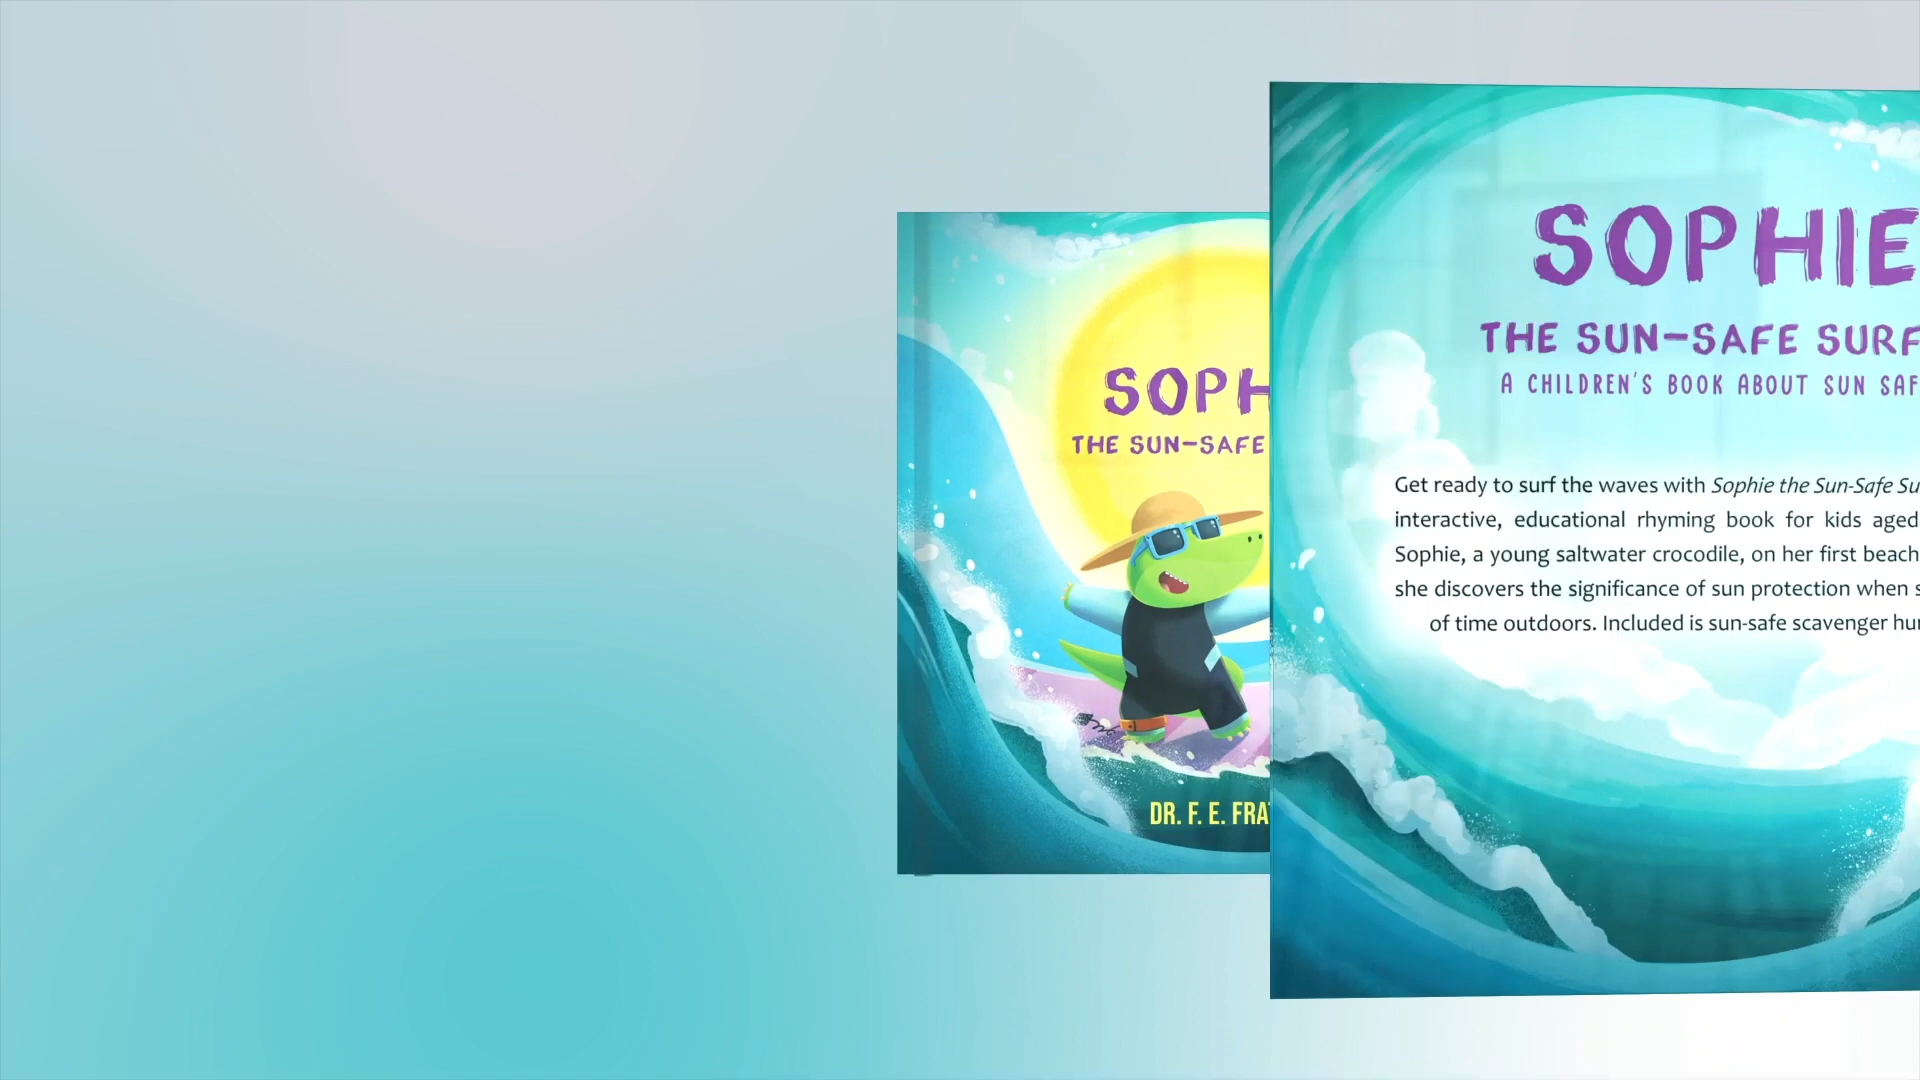 SOPH
THE SUN-SAFE
DR. F. E. FRA
SOPHIE
THE SUN-SAFE SURF
A CHILDREN'S BOOK ABOUT SUN SAF
Get ready to surf the waves with Sophie the Sun-Safe Su
interactive, educational rhyming book for kids aged
Sophie, a young saltwater crocodile, on her first beach
she discovers the significance of sun protection when s
of time outdoors. Included is sun-safe scavenger hu